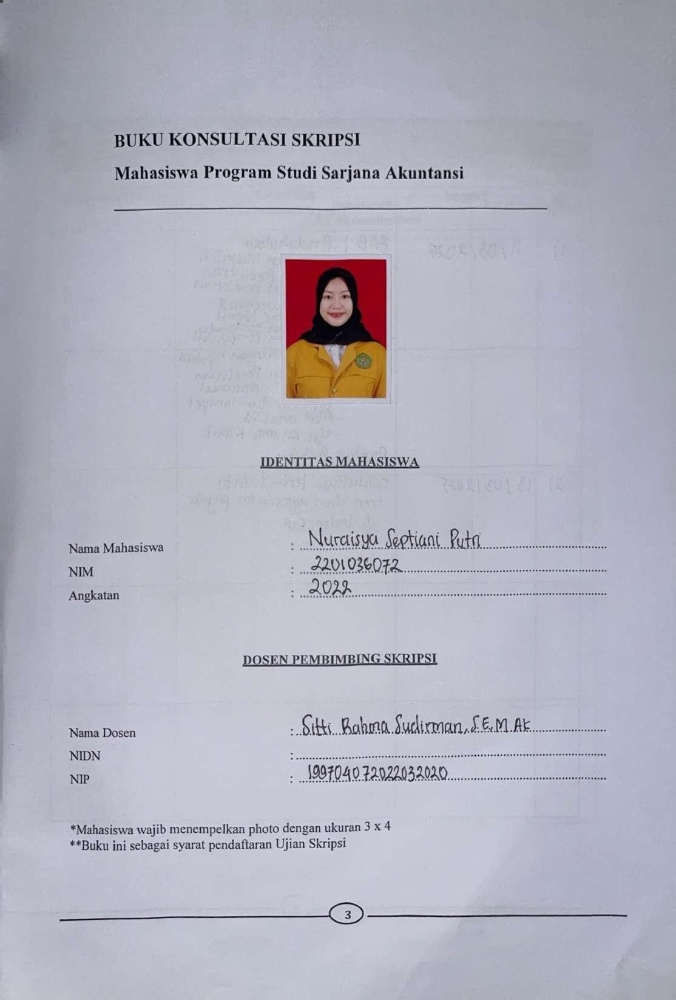 BUKU KONSULTASI SKRIPSI
Mahasiswa Program Studi Sarjana Akuntansi
IDENTITAS MAHASISWA
Nama Mahasiswa : Nuraisya Septiani Putri
NIM : 2201036072
Angkatan : 2022
DOSEN PEMBIMBING SKRIPSI
Nama Dosen : Sitti Rahma Sudirman, S.E., M.Ak
NIDN :
NIP : 199704072022032020
*Mahasiswa wajib menempelkan photo dengan ukuran 3 x 4
**Buku ini sebagai syarat pendaftaran Ujian Skripsi
3